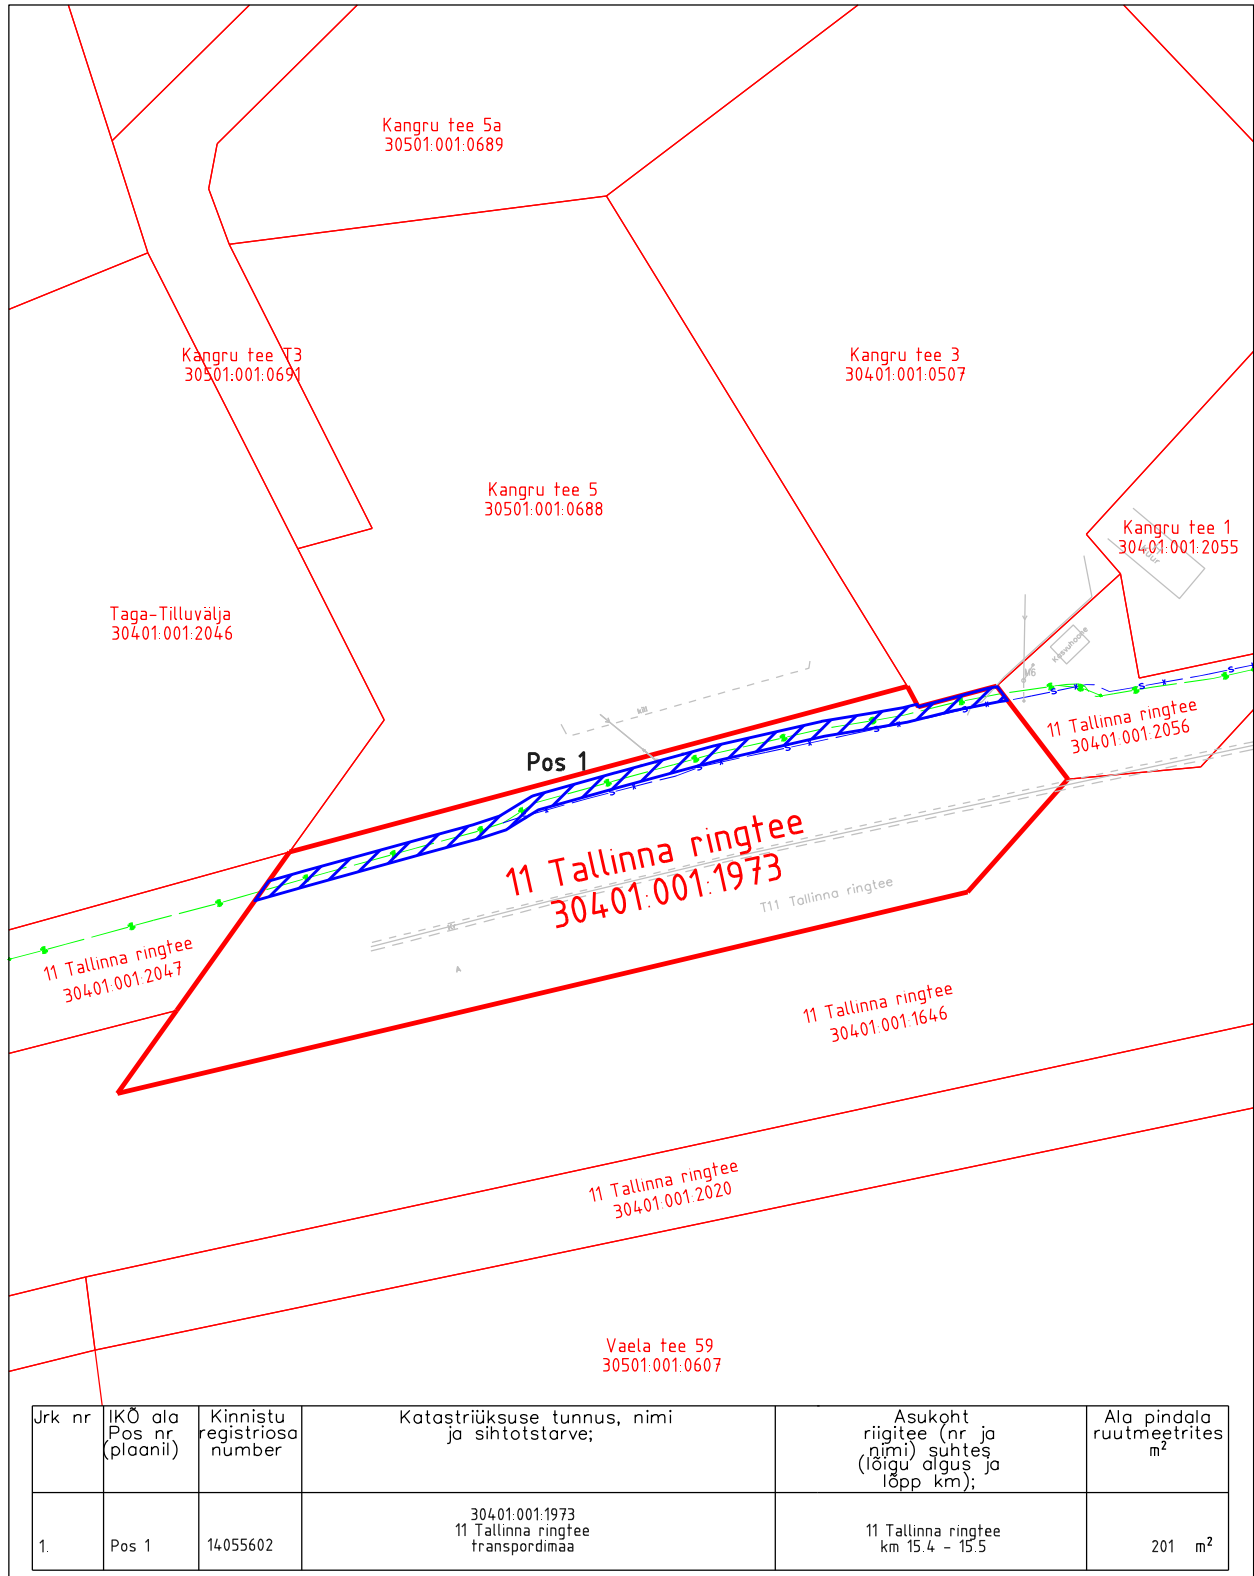 Kangru tee 5a
30501:001:0689
Kangru tee T3
30501:001:0691
Kangru tee 3
30401:001:0507
Kangru tee 5
30501:001:0688
Kangru tee 1
30401:001:2055
Kuur
Taga-Tilluvälja
30401:001:2046
Kasvuhoone
kill
11 Tallinna ringtee
30401:001:2056
Pos 1
11 Tallinna ringtee
30401:001:1973
T11 Tallinna ringtee
11 Tallinna ringtee
30401:001:2047
A
11 Tallinna ringtee
30401:001:1646
11 Tallinna ringtee
30401:001:2020
Vaela tee 59
30501:001:0607
Jrk nr
IKÕ ala
Pos nr
(plaanil)
Kinnistu
registriosa
number
Katastriüksuse tunnus, nimi
ja sihtotstarve;
Asukoht
riigitee (nr ja
nimi) suhtes
(lõigu algus ja
lõpp km);
Ala pindala
ruutmeetrites
m²
1.
Pos 1
14055602
30401:001:1973
11 Tallinna ringtee
transpordimaa
11 Tallinna ringtee
km 15.4 - 15.5
201 m²